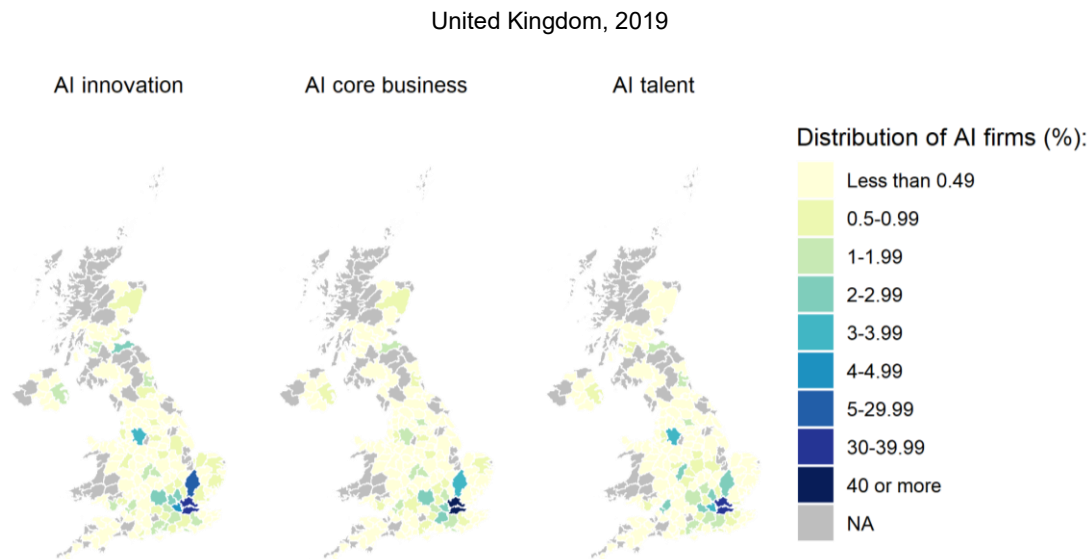 United Kingdom, 2019
AI innovation
AI core business
AI talent
Distribution of AI firms (%):
Less than 0.49
0.5-0.99
1-1.99
2-2.99
3-3.99
4-4.99
5-29.99
30-39.99
40 or more
NA